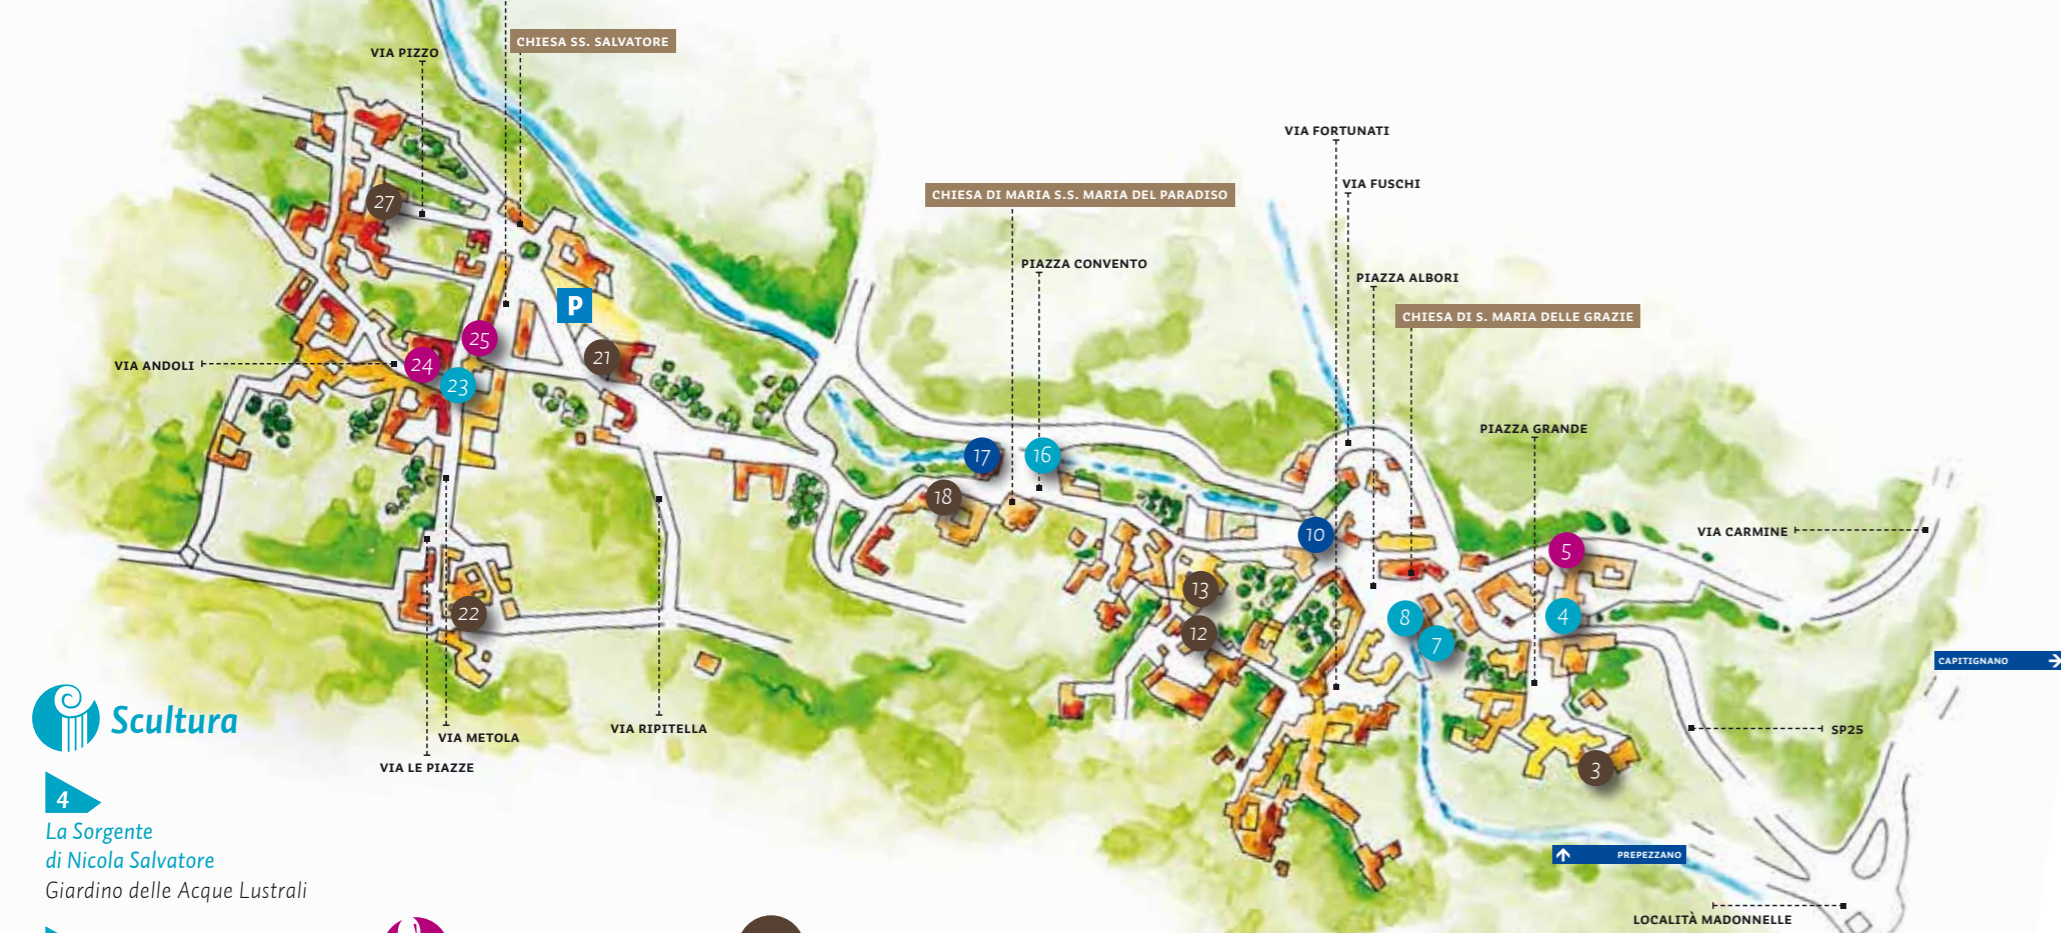 CHIESA SS. SALVATORE
VIA PIZZO
VIA FORTUNATI
VIA FUSCHI
CHIESA DI MARIA S.S. MARIA DEL PARADISO
PIAZZA CONVENTO
PIAZZA ALBORI
CHIESA DI S. MARIA DELLE GRAZIE
27
P
25
24
23
21
VIA ANDOLI
PIAZZA GRANDE
17
16
18
10
5
VIA CARMINE
13
12
22
8
7
4
CAPITIGNANO
Scultura
VIA RIPITELLA
VIA METOLA
VIA LE PIAZZE
SP25
3
4
La Sorgente
di Nicola Salvatore
Giardino delle Acque Lustrali
PREPEZZANO
LOCALITÀ MADONNELLE